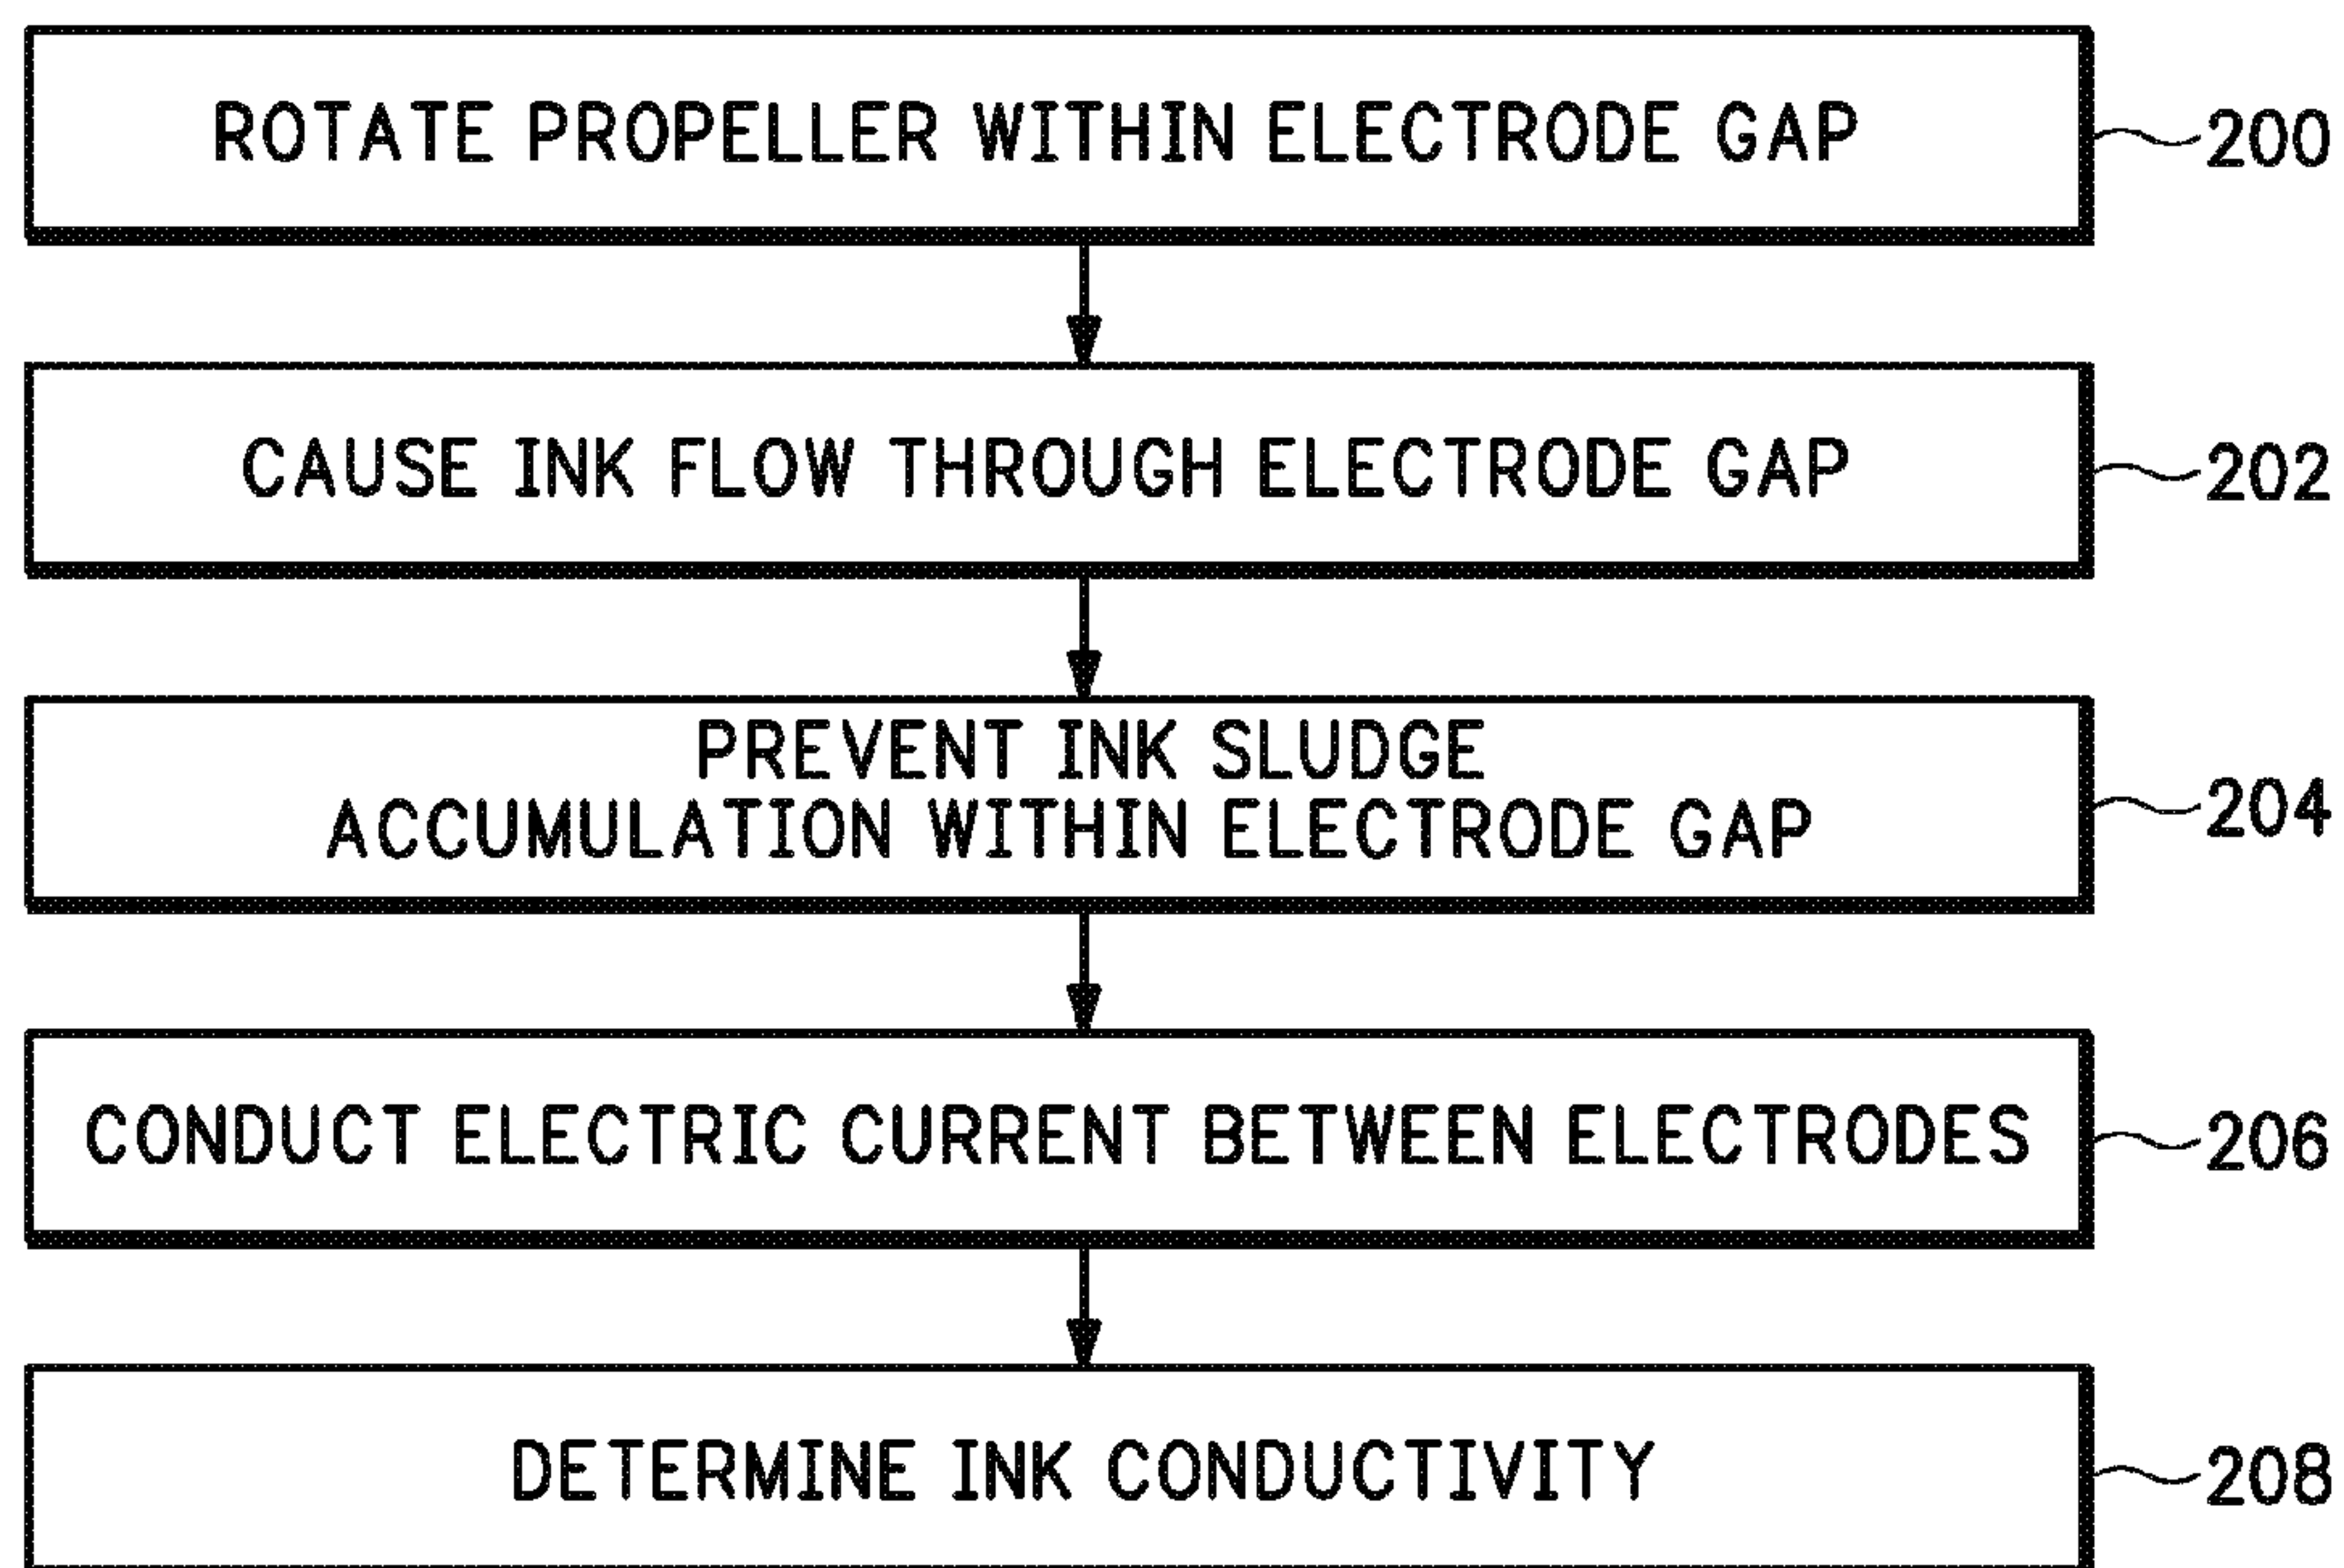 ROTATE PROPELLER WITHIN ELECTRODE GAP
200
CAUSE INK FLOW THROUGH ELECTRODE GAP
202
PREVENT INK SLUDGE
ACCUMULATION WITHIN ELECTRODE GAP
204
CONDUCT ELECTRIC CURRENT BETWEEN ELECTRODES
206
DETERMINE INK CONDUCTIVITY
208